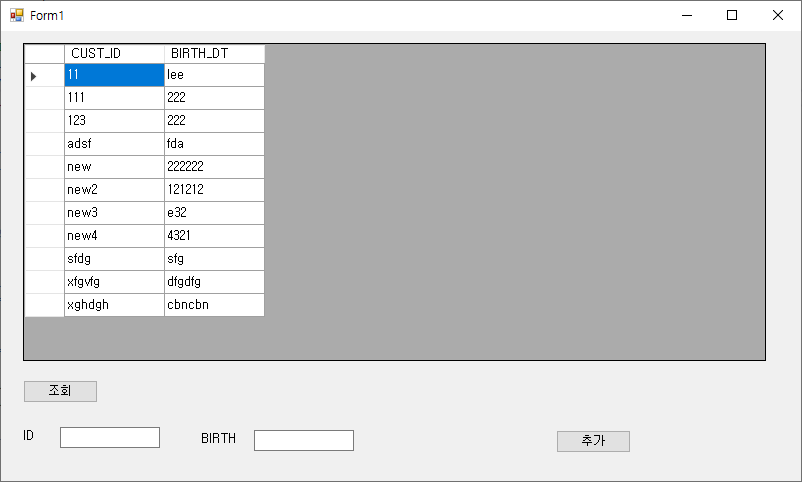 Form1
CUST_ID BIRTH_DT
11 lee
111 222
123 222
adsf fda
new 222222
new2 121212
new3 e32
new4 4321
sfdg sfg
xfgvfg dfgdfg
xghdgh cbncbn
조회
ID BIRTH 추가